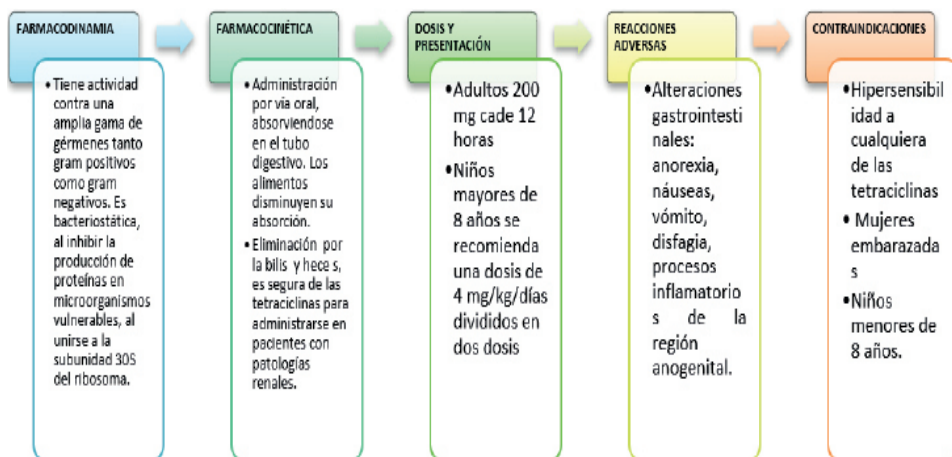 FARMACODINAMIA
• Tiene actividad
contra una
amplia gama de
gérmenes tanto
gram positivos
como gram
negativos. Es
bacteriostática,
al inhibir la
producción de
proteínas en
microorganismos
vulnerables, al
unirse a la
subunidad 30S
del ribosoma.
FARMACOCINÉTICA
• Administración
por via oral,
absorviendose
en el tubo
digestivo. Los
alimentos
disminuyen su
absorción.
• Eliminación por
la bilis y hece s,
es segura de las
tetraciclinas para
administrarse en
pacientes con
patologías
renales.
DOSIS Y
PRESENTACIÓN
•Adultos 200
mg cade 12
horas
•Niños
mayores de
8 años se
recomienda
una dosis de
4 mg/kg/días
divididos en
dos dosis
REACCIONES
ADVERSAS
•Alteraciones
gastrointesti
nales:
anorexia,
náuseas,
vómito,
disfagia,
procesos
inflamatorio
s de la
región
anogenital.
CONTRAINDICACIONES
•Hipersensibil
idad a
cualquiera
de las
tetraciclinas
• Mujeres
embarazada
s
•Niños
menores de
8 años.